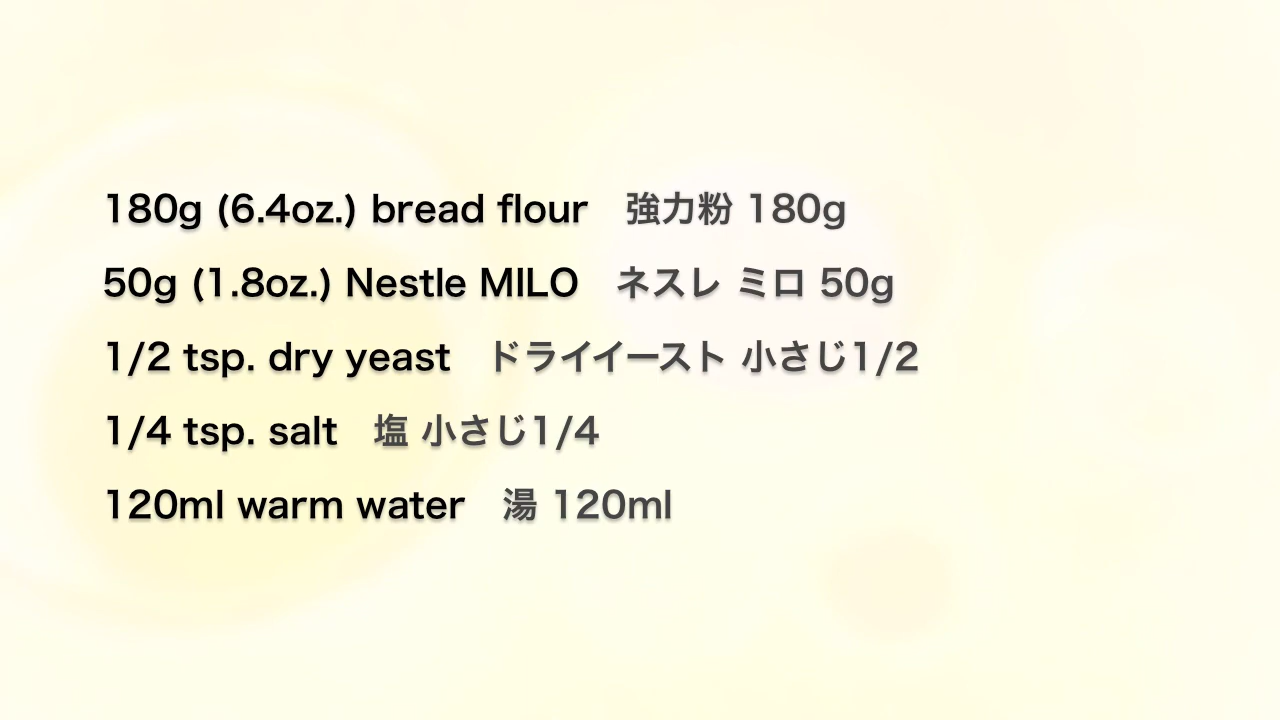 180g (6.4oz.) bread flour　強力粉 180g
50g (1.8oz.) Nestle MILO　ネスレ ミロ 50g
1/2 tsp. dry yeast　ドライイースト 小さじ1/2
1/4 tsp. salt　塩 小さじ1/4
120ml warm water　湯 120ml